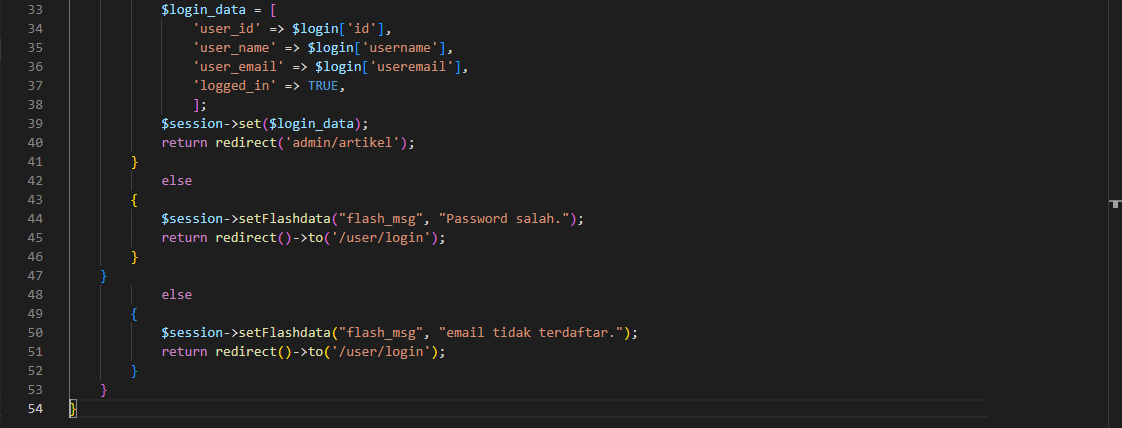 33 $login_data = [
34 'user_id' => $login['id'],
35 'user_name' => $login['username'],
36 'user_email' => $login['useremail'],
37 'logged_in' => TRUE,
38 ];
39 $session->set($login_data);
40 return redirect('admin/artikel');
41 }
42 else
43 {
44 $session->setFlashdata("flash_msg", "Password salah.");
45 return redirect()->to('/user/login');
46 }
47 }
48 else
49 {
50 $session->setFlashdata("flash_msg", "email tidak terdaftar.");
51 return redirect()->to('/user/login');
52 }
53 }
54 }